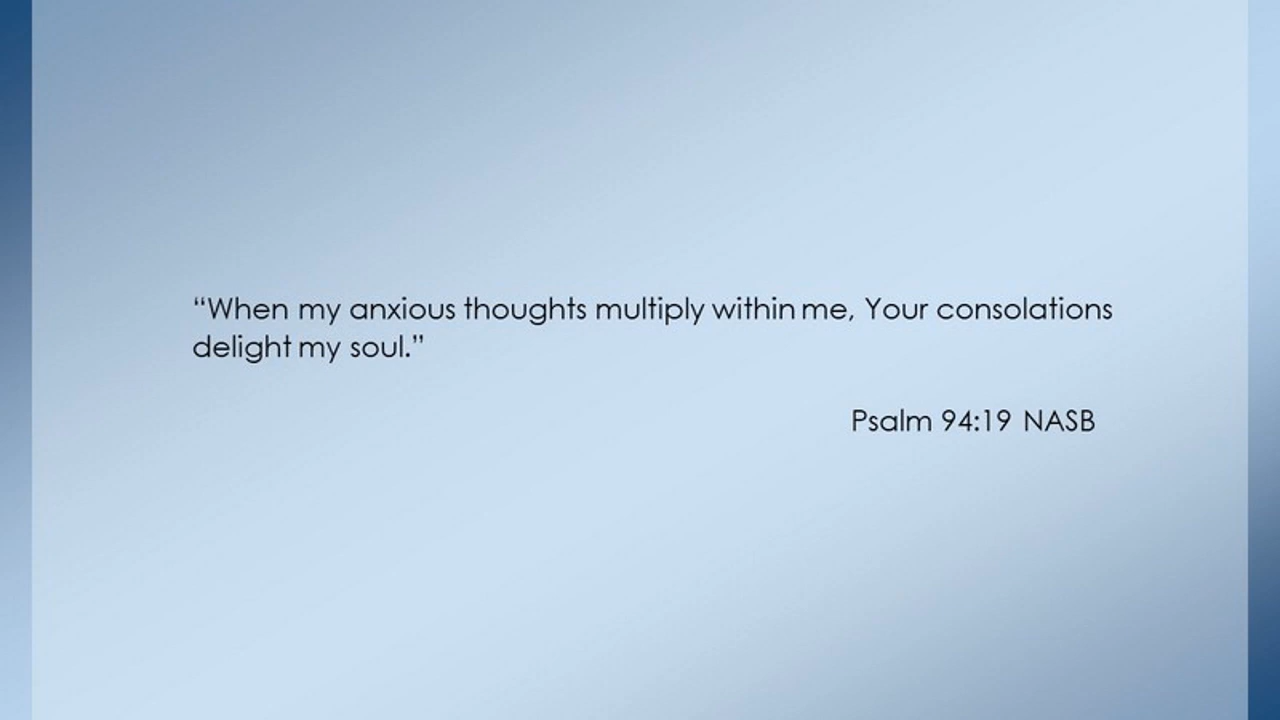 “When my anxious thoughts multiply within me, Your consolations
delight my soul.”
Psalm 94:19 NASB